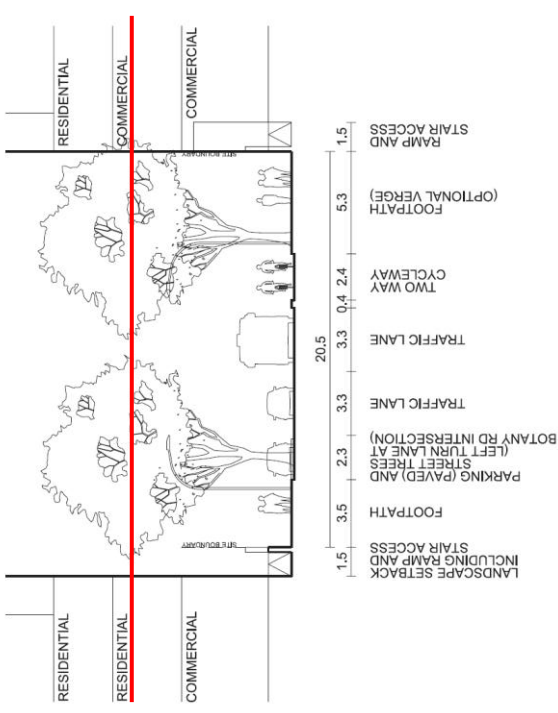 RESIDENTIAL
COMMERCIAL
COMMERCIAL
SITE BOUNDARY
1.5
RAMP AND
STAIR ACCESS
5.3
FOOTPATH
(OPTIONAL VERGE)
2.4
TWO WAY
CYCLEWAY
0.4
3.3
TRAFFIC LANE
20.5
3.3
TRAFFIC LANE
2.3
PARKING (PAVED) AND
STREET TREES
(LEFT TURN LANE AT
BOTANY RD INTERSECTION)
3.5
FOOTPATH
SITE BOUNDARY
1.5
LANDSCAPE SETBACK
INCLUDING RAMP AND
STAIR ACCESS
RESIDENTIAL
RESIDENTIAL
COMMERCIAL